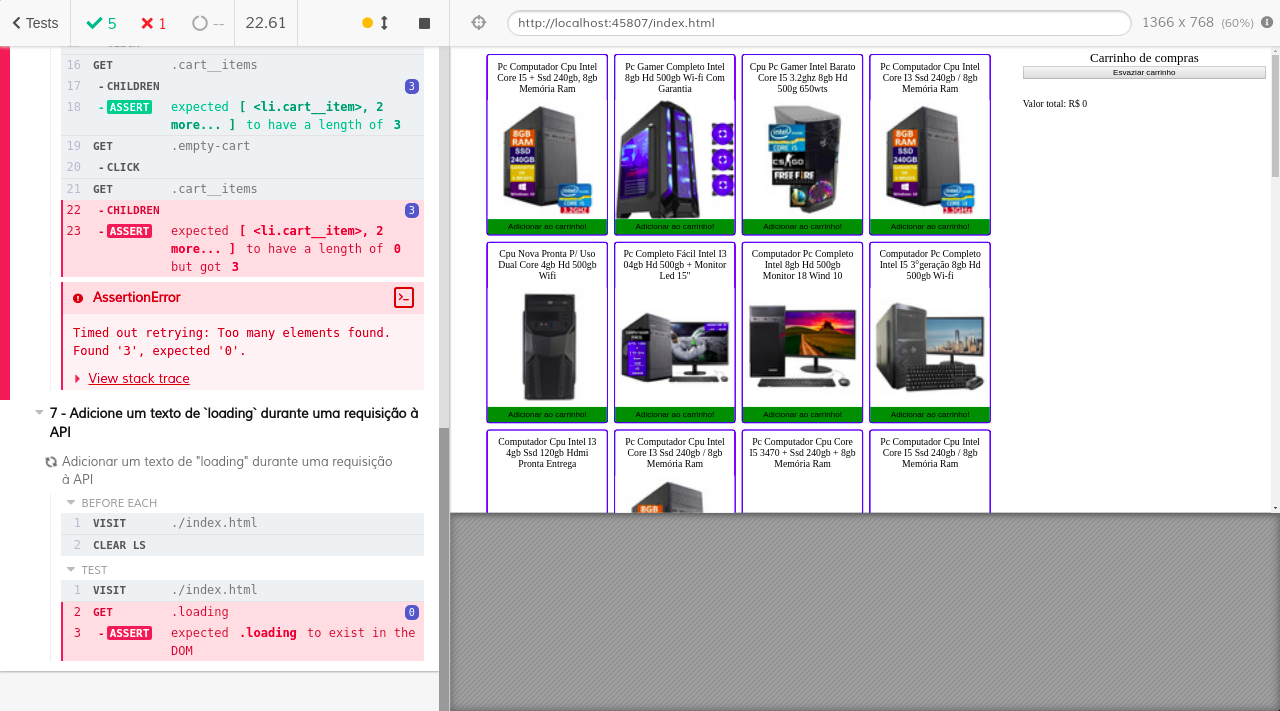 Tests
5
1
--
22.61
http://localhost:45807/index.html
1366 x 768 (60%)
16 GET .cart__items
17 - CHILDREN 3
18 - ASSERT expected [ <li.cart__item>, 2
more... ] to have a length of 3
19 GET .empty-cart
20 - CLICK
21 GET .cart__items
22 - CHILDREN 3
23 - ASSERT expected [ <li.cart__item>, 2
more... ] to have a length of 0
but got 3
AssertionError
Timed out retrying: Too many elements found.
Found '3', expected '0'.
View stack trace
7 - Adicione um texto de `loading` durante uma requisição à
API
Adicionar um texto de "loading" durante uma requisição
à API
BEFORE EACH
1 VISIT ./index.html
2 CLEAR LS
TEST
1 VISIT ./index.html
2 GET .loading 0
3 - ASSERT expected .loading to exist in the
DOM
Pc Computador Cpu Intel
Core I5 + Ssd 240gb, 8gb
Memória Ram
8GB
RAM
SSD
240GB
Adicionar ao carrinho!
Pc Gamer Completo Intel
8gb Hd 500gb Wi-fi Com
Garantia
Adicionar ao carrinho!
Cpu Pc Gamer Intel Barato
Core I5 3.2ghz 8gb Hd
500g 650wts
CS:GO
FREE FIRE
Adicionar ao carrinho!
Pc Computador Cpu Intel
Core I3 Ssd 240gb / 8gb
Memória Ram
8GB
RAM
SSD
240GB
Adicionar ao carrinho!
Carrinho de compras
Esvaziar carrinho
Valor total: R$ 0
Cpu Nova Pronta P/ Uso
Dual Core 4gb Hd 500gb
Wifi
Adicionar ao carrinho!
Pc Completo Fácil Intel I3
04gb Hd 500gb + Monitor
Led 15"
Adicionar ao carrinho!
Computador Pc Completo
Intel 8gb Hd 500gb
Monitor 18 Wind 10
Adicionar ao carrinho!
Computador Pc Completo
Intel I5 3°geração 8gb Hd
500gb Wi-fi
Adicionar ao carrinho!
Computador Cpu Intel I3
4gb Ssd 120gb Hdmi
Pronta Entrega
Pc Computador Cpu Intel
Core I3 Ssd 240gb / 8gb
Memória Ram
8GB
Pc Computador Cpu Core
I5 3470 + Ssd 240gb + 8gb
Memória Ram
Pc Computador Cpu Intel
Core I5 Ssd 240gb / 8gb
Memória Ram